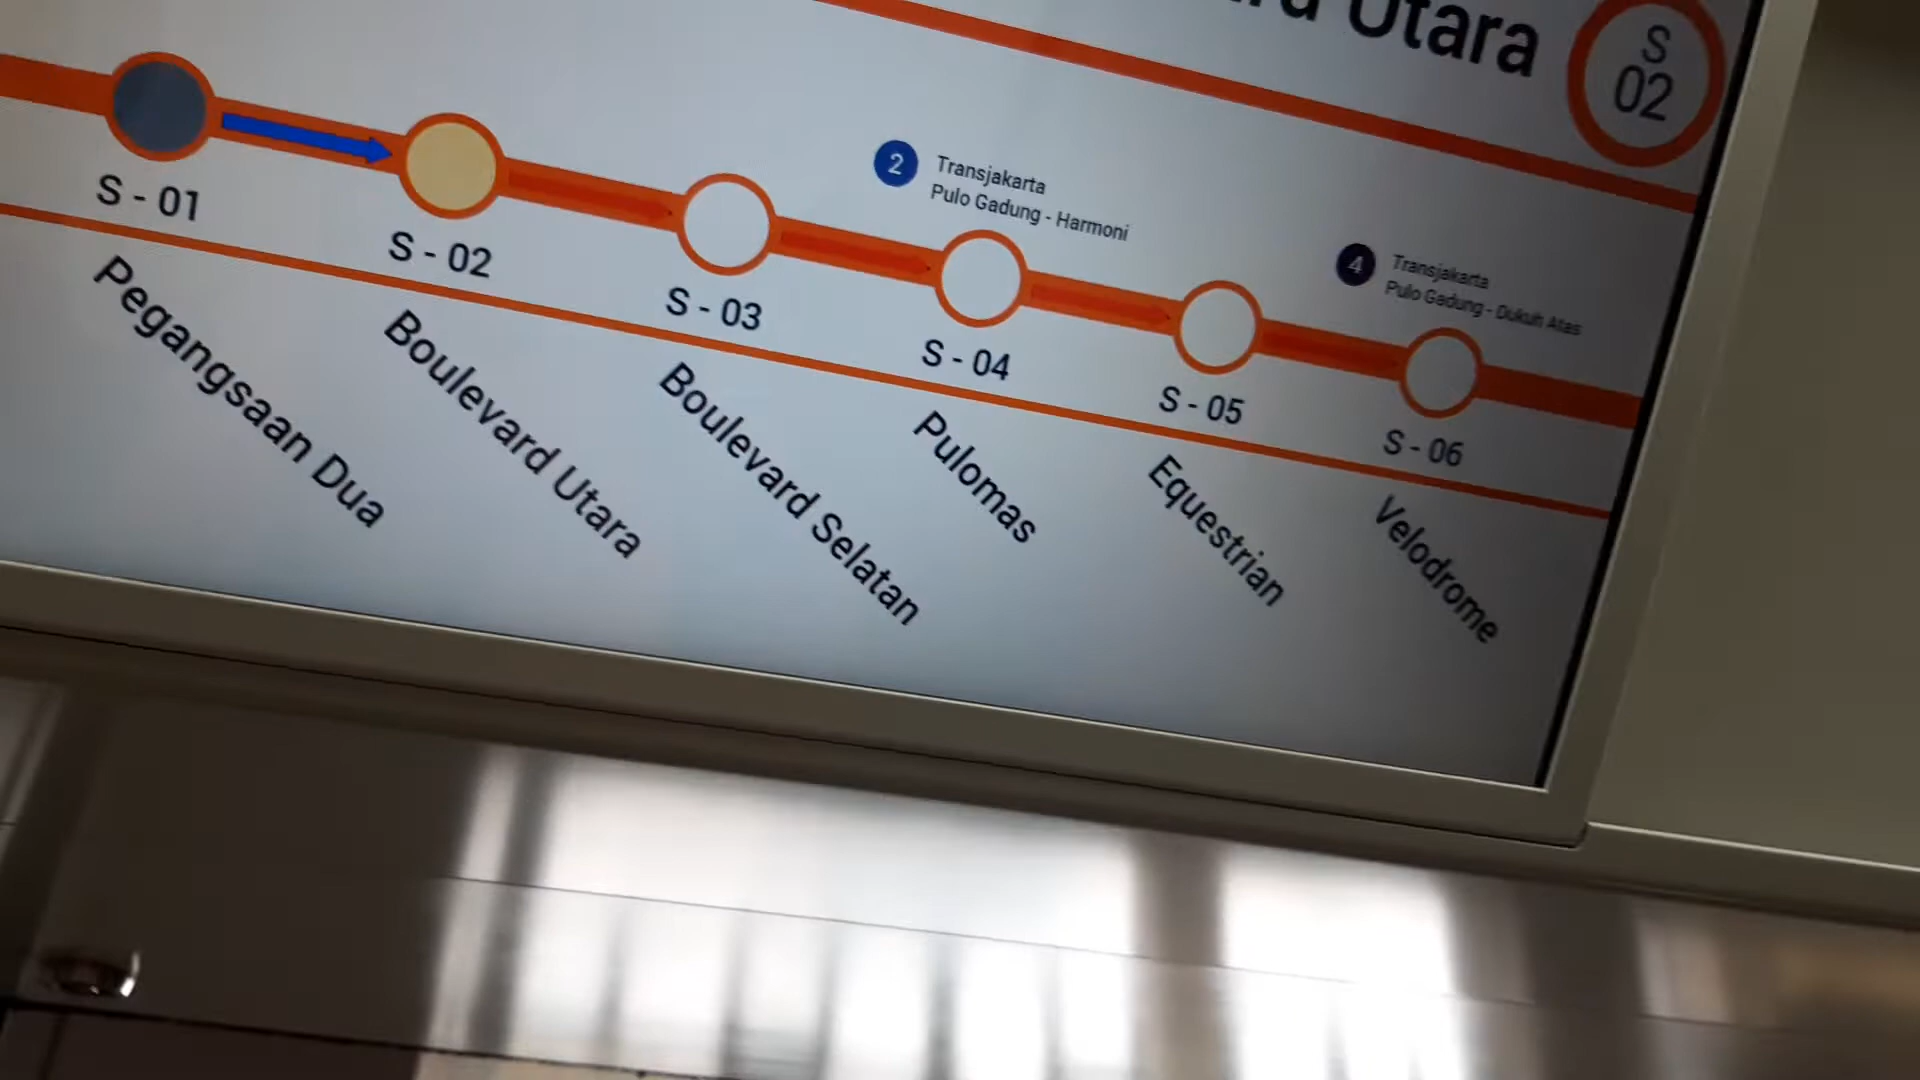 Utara
S
02
2
Transjakarta
Pulo Gadung - Harmoni
4
Transjakarta
Pulo Gadung - Dukuh Atas
S - 01
S - 02
S - 03
S - 04
S - 05
S - 06
Pegangsaan Dua
Boulevard Utara
Boulevard Selatan
Pulomas
Equestrian
Velodrome